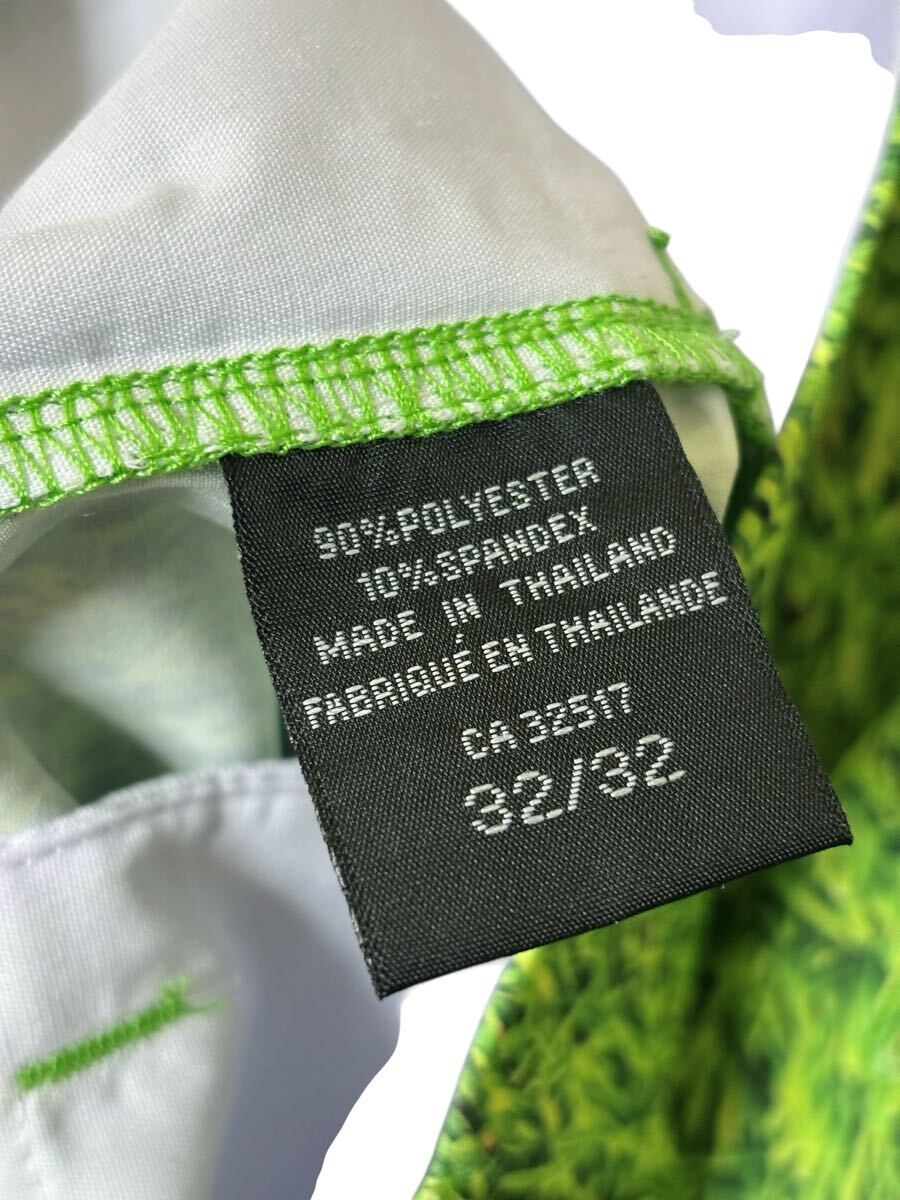 90%POLYESTER
10%SPANDEX
MADE IN THAILAND
FABRIQUÉ EN THAILANDE
CA 32517
32/32